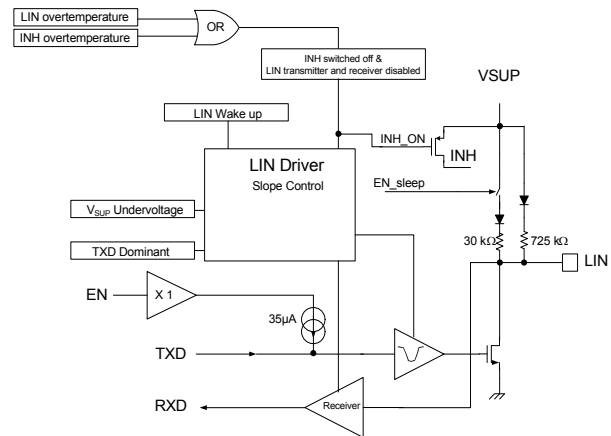 LIN overtemperature
INH overtemperature
OR
INH switched off &
LIN transmitter and receiver disabled
VSUP
LIN Wake up
INH_ON
INH
LIN Driver
Slope Control
EN_sleep
VSUP Undervoltage
TXD Dominant
30 kΩ
725 kΩ
LIN
EN
X 1
35µA
TXD
RXD
Receiver